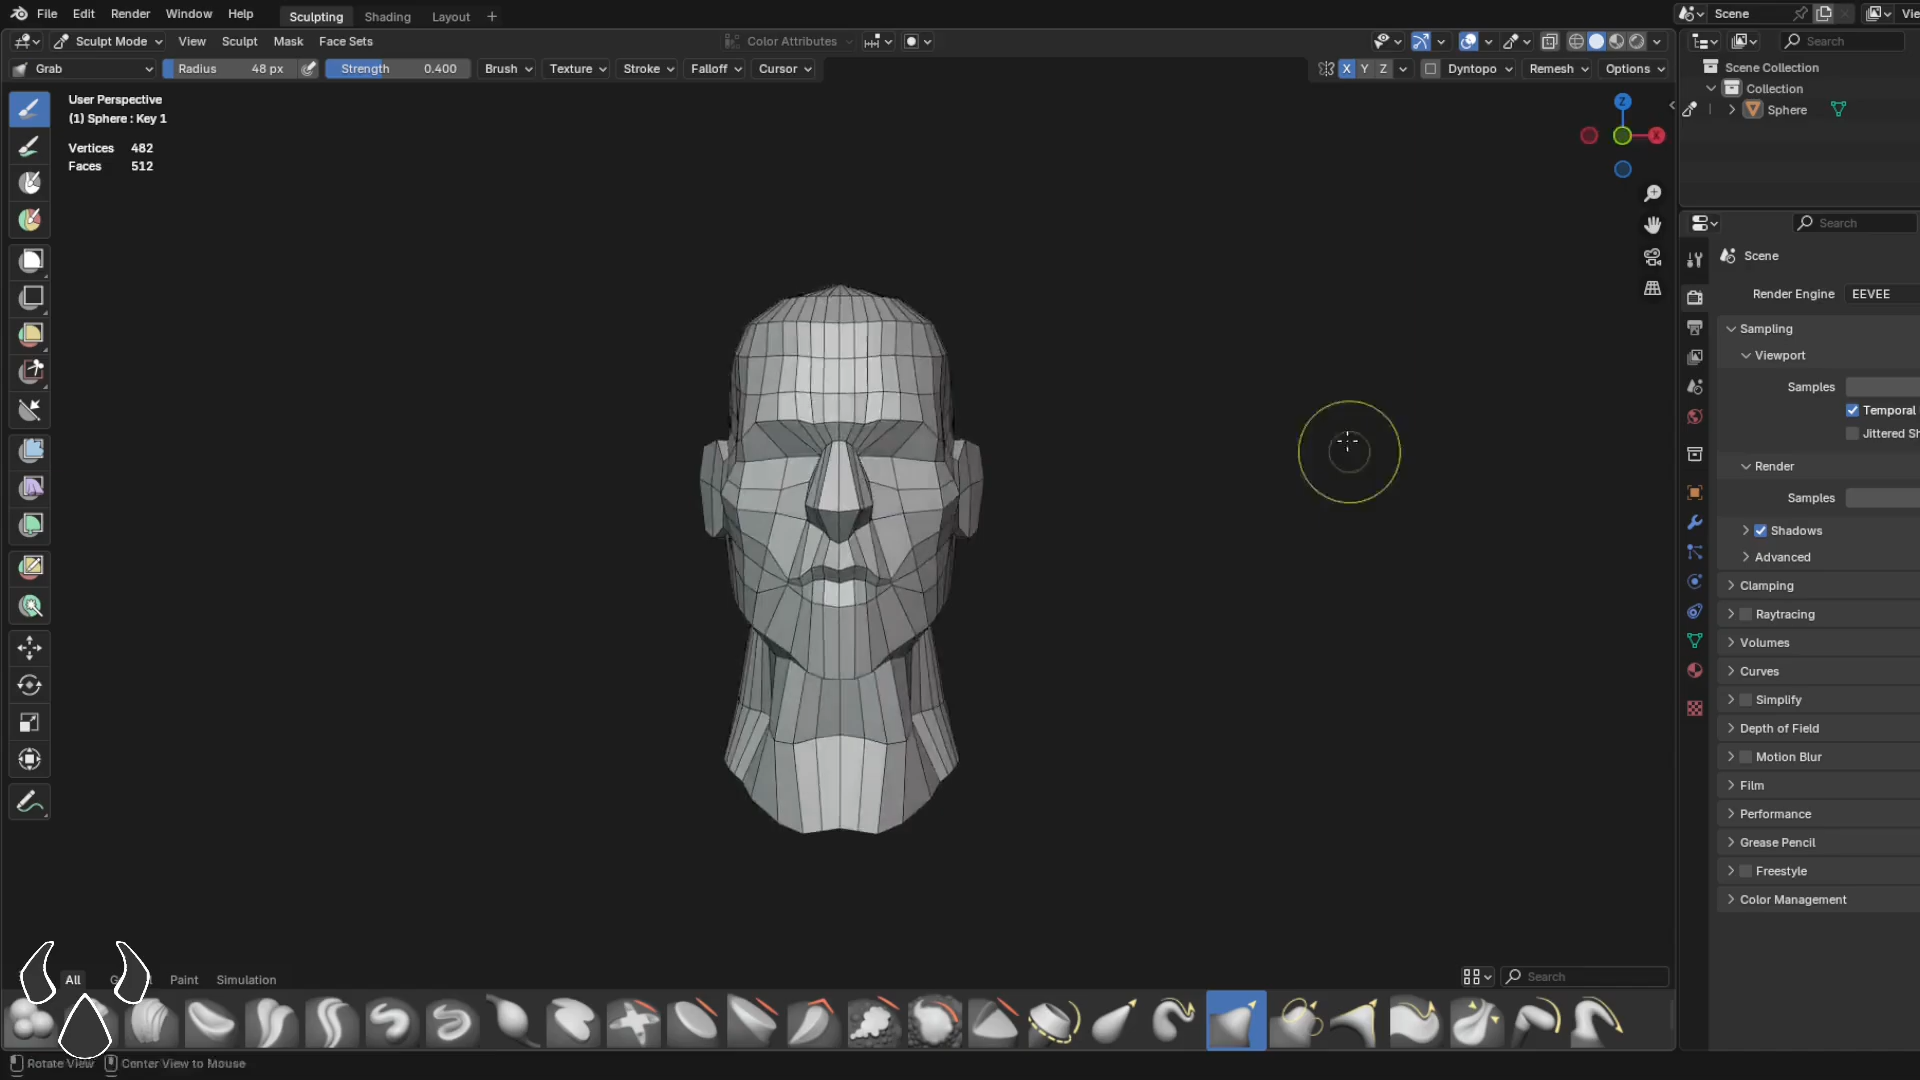 File Edit Render Window Help Sculpting Shading Layout + Scene
Sculpt Mode View Sculpt Mask Face Sets Color Attributes Search
Grab Radius 48 px Strength 0.400 Brush Texture Stroke Falloff Cursor X Y Z Dyntopo Remesh Options
User Perspective
(1) Sphere : Key 1
Vertices 482
Faces 512
Z
X
Scene Collection
Collection
Sphere
Search
Scene
Render Engine EEVEE
Sampling
Viewport
Samples
Temporal
Jittered Sh
Render
Samples
Shadows
Advanced
Clamping
Raytracing
Volumes
Curves
Simplify
Depth of Field
Motion Blur
Film
Performance
Grease Pencil
Freestyle
Color Management
All Paint Simulation Search
Rotate View Center View to Mouse